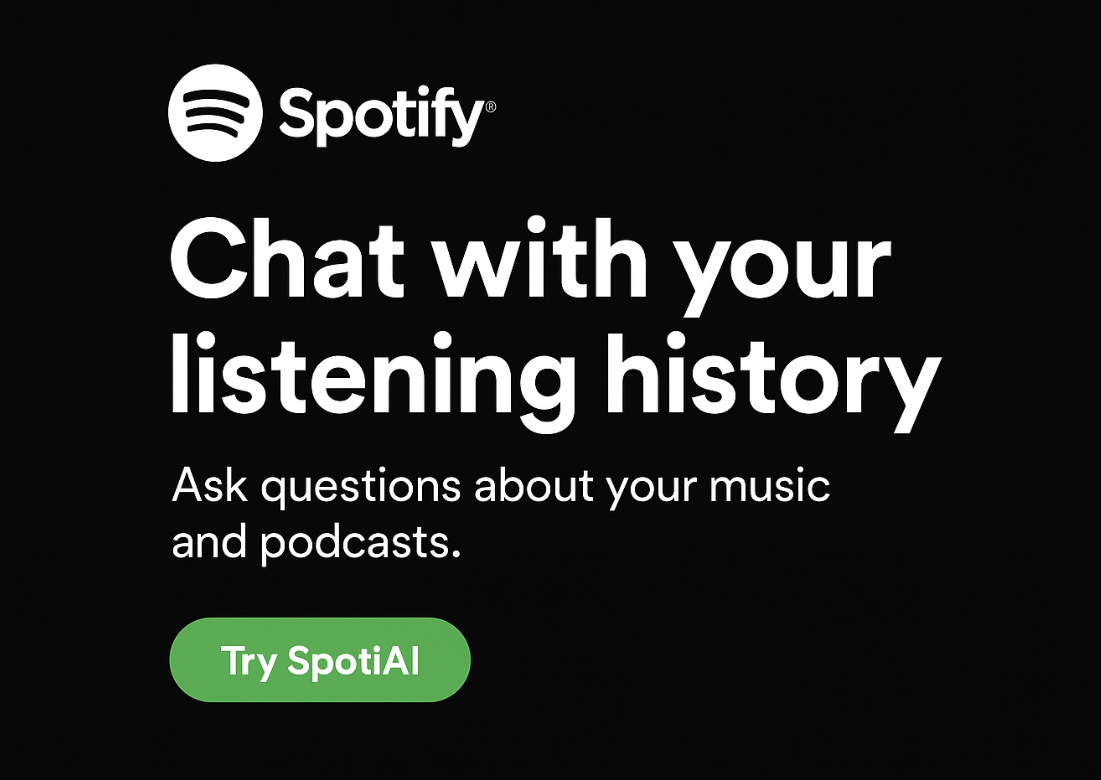 Spotify®
Chat with your
listening history
Ask questions about your music
and podcasts.
Try SpotiAI